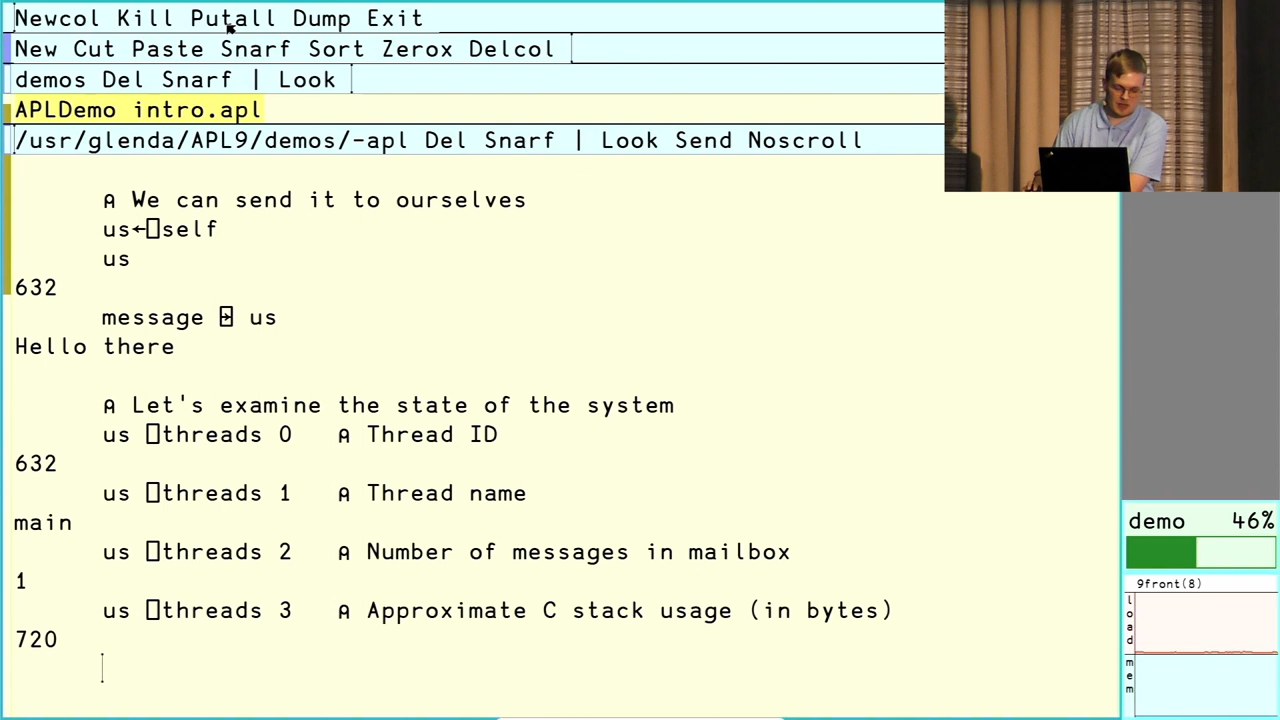 Newcol Kill Putall Dump Exit
New Cut Paste Snarf Sort Zerox Delcol
demos Del Snarf | Look
APLDemo intro.apl
/usr/glenda/APL9/demos/-apl Del Snarf | Look Send Noscroll
⍝ We can send it to ourselves
us←⎕self
us
632
message ⍈ us
Hello there
⍝ Let's examine the state of the system
us ⎕threads 0 ⍝ Thread ID
632
us ⎕threads 1 ⍝ Thread name
main
us ⎕threads 2 ⍝ Number of messages in mailbox
1
us ⎕threads 3 ⍝ Approximate C stack usage (in bytes)
720
demo 46%
9front(8)
load
mem